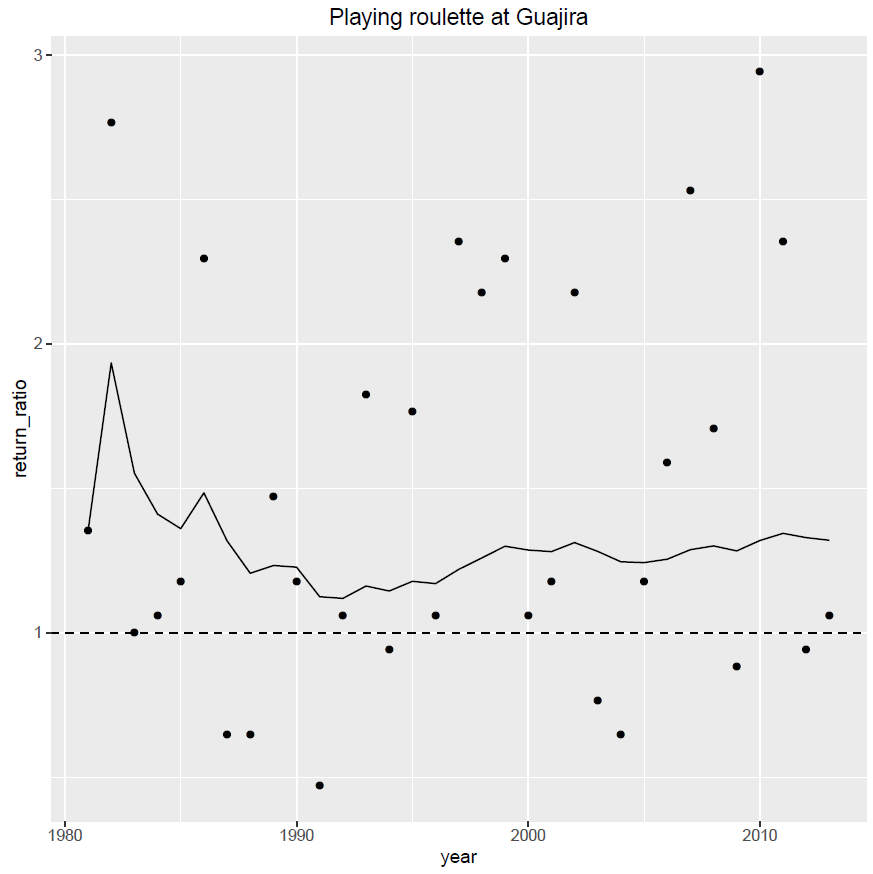 Playing roulette at Guajira
3
2
1
return_ratio
1980
1990
2000
2010
year